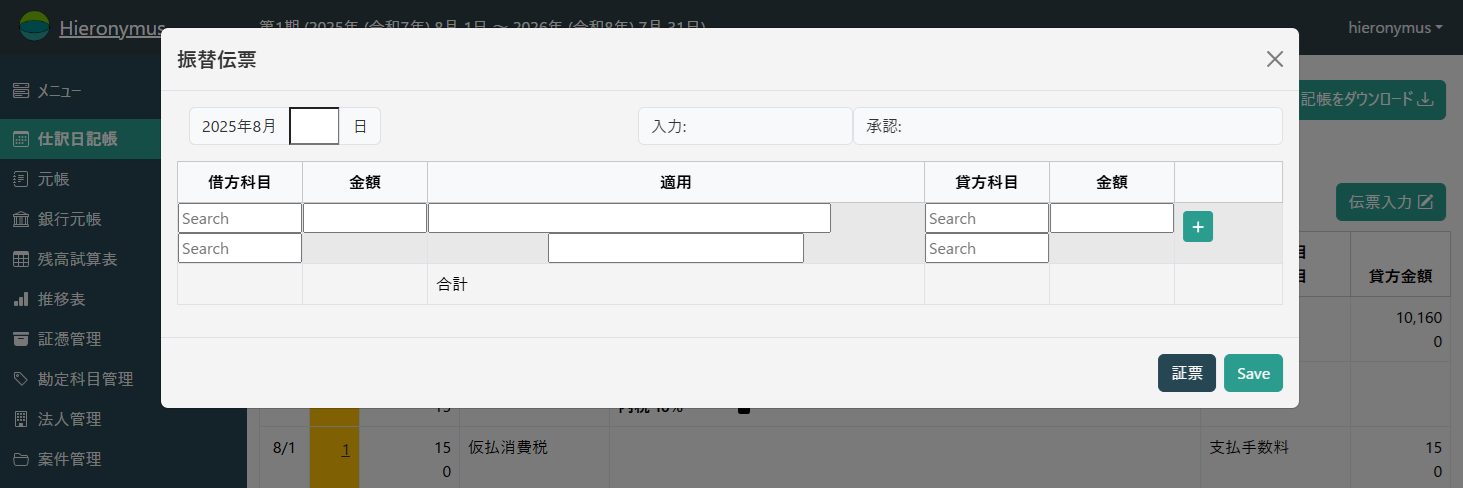 Hieronymus
第1期 (2025年 (令和7年) 8月 1日 〜 2026年 (令和8年) 7月 31日)
hieronymus
振替伝票
メニュー
記帳をダウンロード
2025年8月
日
入力:
承認:
仕訳日記帳
借方科目 金額 適用 貸方科目 金額
元帳
伝票入力
Search Search
銀行元帳
Search Search
残高試算表
目
目
貸方金額
合計
推移表
10,160
0
証憑管理
勘定科目管理
証票 Save
法人管理
8/1 1 15 仮払消費税 支払手数料 15
0 0
案件管理